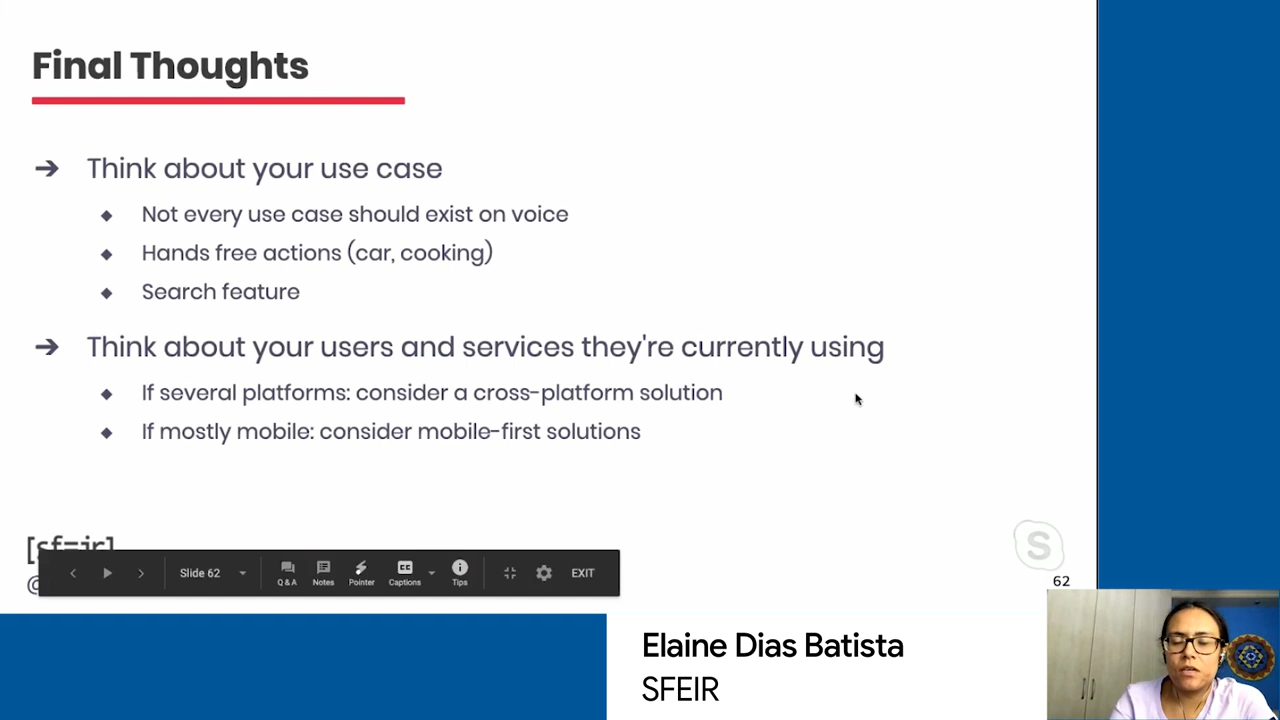 Final Thoughts
➔ Think about your use case
◆ Not every use case should exist on voice
◆ Hands free actions (car, cooking)
◆ Search feature
➔ Think about your users and services they're currently using
◆ If several platforms: consider a cross-platform solution
◆ If mostly mobile: consider mobile-first solutions
[sf=ir]
@
Slide 62
Q & A
Notes
Pointer
CC
Captions
Tips
EXIT
S
62
Elaine Dias Batista
SFEIR